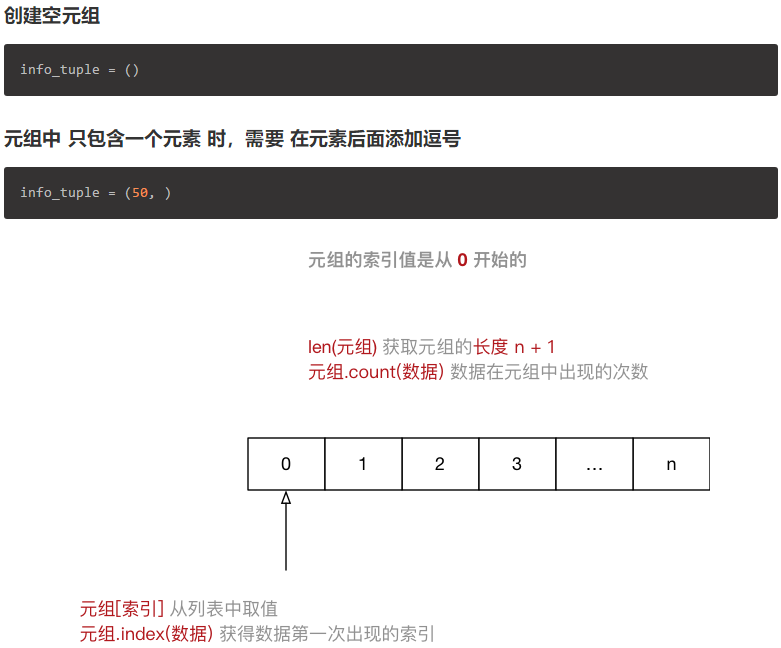 创建空元组
info_tuple = ()
元组中 只包含一个元素 时，需要 在元素后面添加逗号
info_tuple = (50, )
元组的索引值是从 0 开始的
len(元组) 获取元组的长度 n + 1
元组.count(数据) 数据在元组中出现的次数
0 1 2 3 ... n
元组[索引] 从列表中取值
元组.index(数据) 获得数据第一次出现的索引